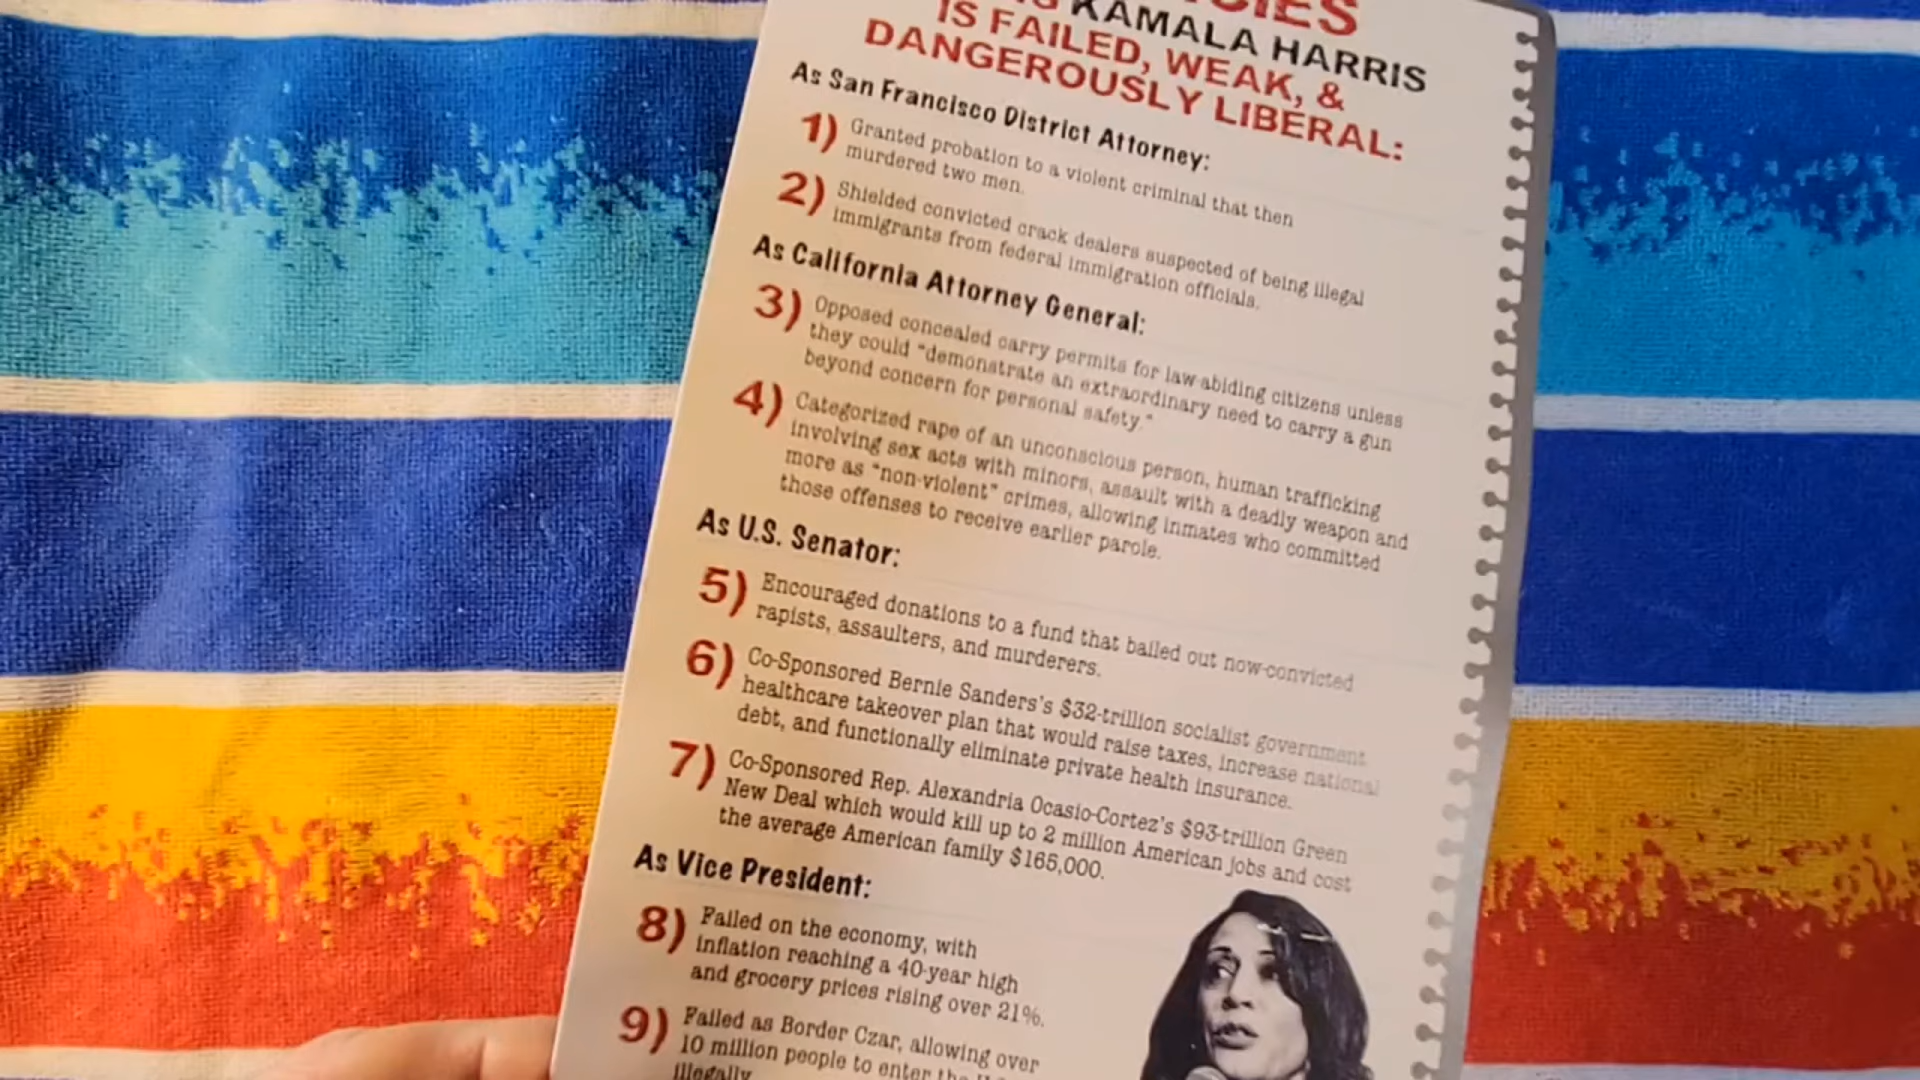 KAMALA HARRIS
IS FAILED, WEAK, &
DANGEROUSLY LIBERAL:
As San Francisco District Attorney:
1) Granted probation to a violent criminal that then
murdered two men.
2) Shielded convicted crack dealers suspected of being illegal
immigrants from federal immigration officials.
As California Attorney General:
3) Opposed concealed carry permits for law-abiding citizens unless
they could "demonstrate an extraordinary need to carry a gun
beyond concern for personal safety."
4) Categorized rape of an unconscious person, human trafficking
involving sex acts with minors, assault with a deadly weapon and
more as "non-violent" crimes, allowing inmates who committed
those offenses to receive earlier parole.
As U.S. Senator:
5) Encouraged donations to a fund that bailed out now-convicted
rapists, assaulters, and murderers.
6) Co-Sponsored Bernie Sanders's $32-trillion socialist government
healthcare takeover plan that would raise taxes, increase national
debt, and functionally eliminate private health insurance.
7) Co-Sponsored Rep. Alexandria Ocasio-Cortez's $93-trillion Green
New Deal which would kill up to 2 million American jobs and cost
the average American family $165,000.
As Vice President:
8) Failed on the economy, with
inflation reaching a 40-year high
and grocery prices rising over 21%.
9) Failed as Border Czar, allowing over
10 million people to enter the
illegally